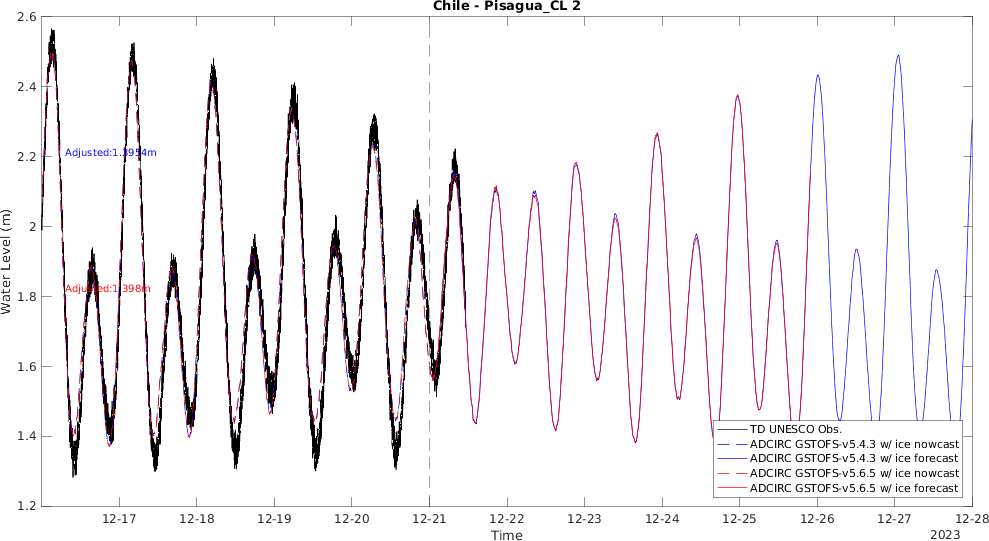 Chile - Pisagua_CL 2
2.6
2.4
2.2
2
1.8
1.6
1.4
1.2
Water Level (m)
Adjusted:1.3954m
Adjusted:1.398m
TD UNESCO Obs.
ADCIRC GSTOFS-v5.4.3 w/ ice nowcast
ADCIRC GSTOFS-v5.4.3 w/ ice forecast
ADCIRC GSTOFS-v5.6.5 w/ ice nowcast
ADCIRC GSTOFS-v5.6.5 w/ ice forecast
12-17 12-18 12-19 12-20 12-21 12-22 12-23 12-24 12-25 12-26 12-27 12-28
Time
2023